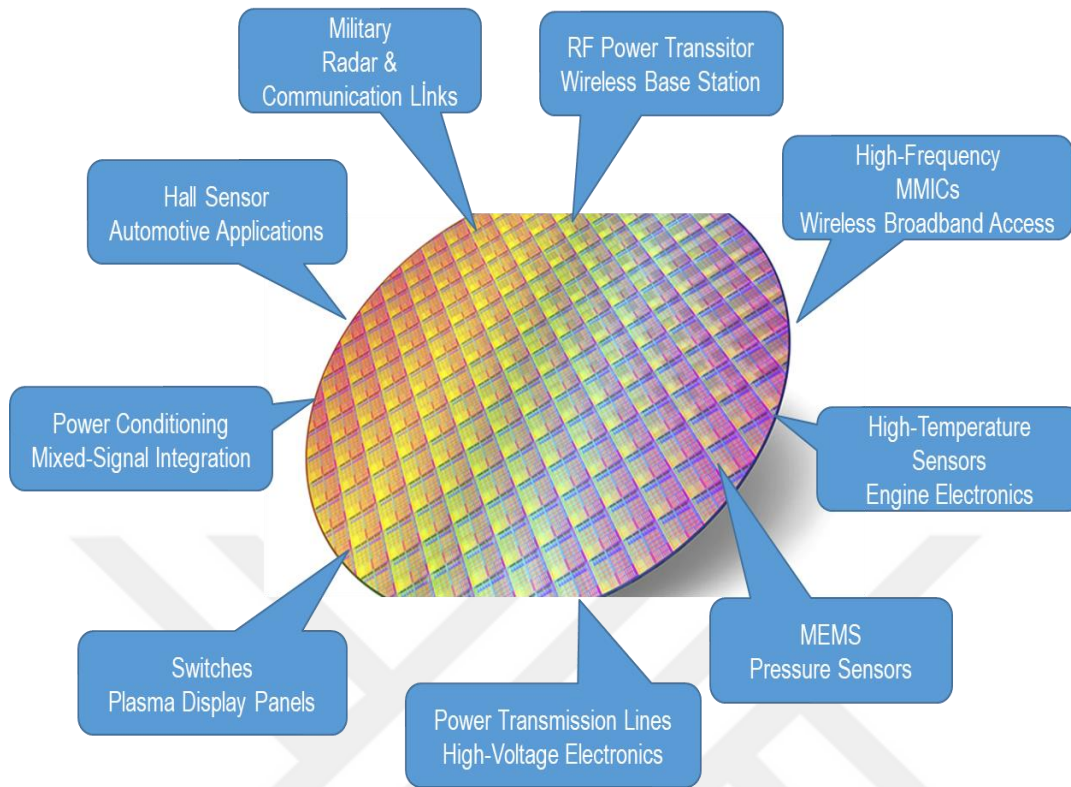 Military
Radar &
Communication Lİnks
RF Power Transsitor
Wireless Base Station
High-Frequency
MMICs
Wireless Broadband Access
Hall Sensor
Automotive Applications
Power Conditioning
Mixed-Signal Integration
High-Temperature
Sensors
Engine Electronics
Switches
Plasma Display Panels
MEMS
Pressure Sensors
Power Transmission Lines
High-Voltage Electronics